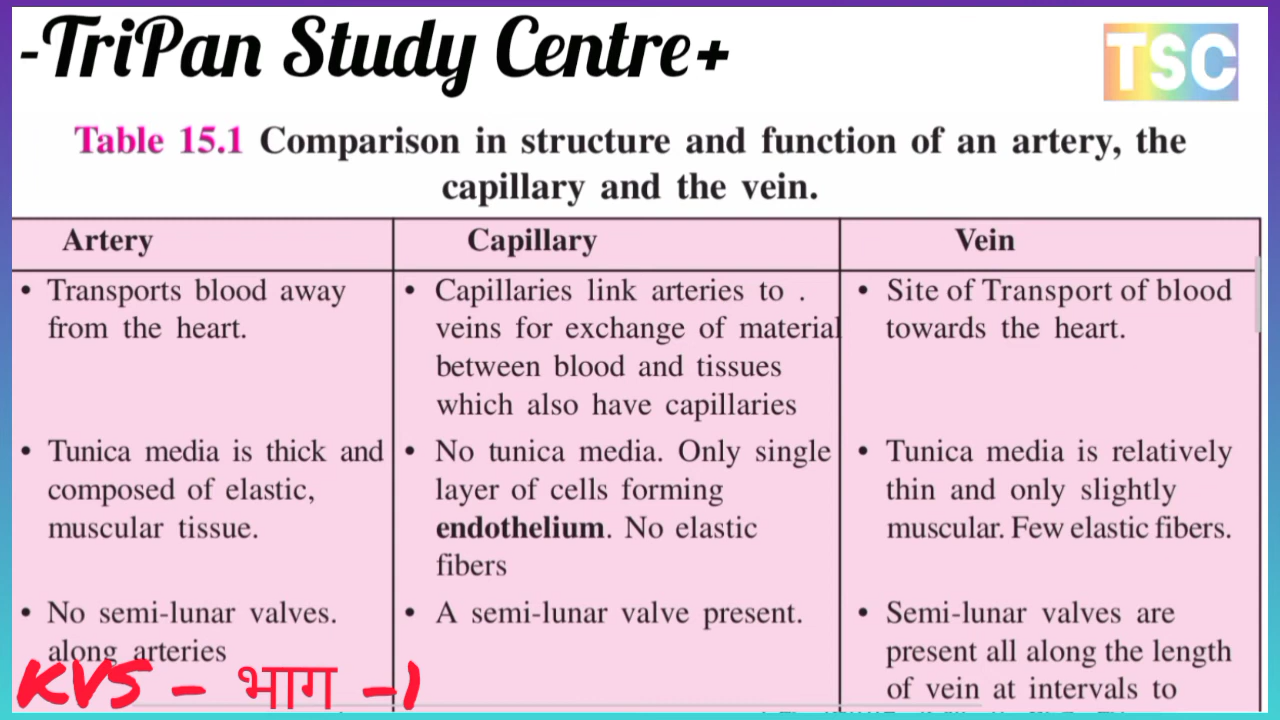 -TriPan Study Centre+
TSC
Table 15.1 Comparison in structure and function of an artery, the
capillary and the vein.
Artery
• Transports blood away
from the heart.
• Tunica media is thick and
composed of elastic,
muscular tissue.
• No semi-lunar valves.
along arteries
Capillary
• Capillaries link arteries to .
veins for exchange of material
between blood and tissues
which also have capillaries
• No tunica media. Only single
layer of cells forming
endothelium. No elastic
fibers
• A semi-lunar valve present.
Vein
• Site of Transport of blood
towards the heart.
• Tunica media is relatively
thin and only slightly
muscular. Few elastic fibers.
• Semi-lunar valves are
present all along the length
of vein at intervals to
KVS - भाग -1